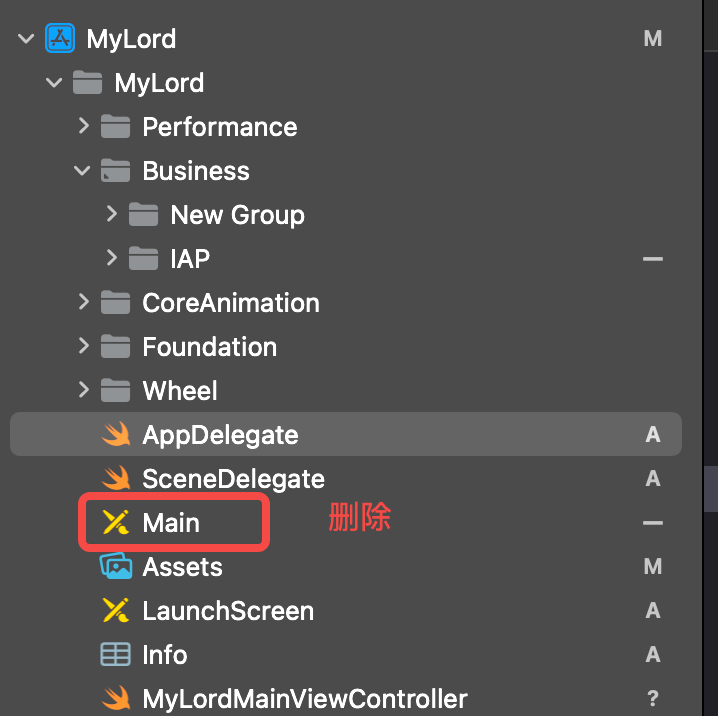 MyLord M
MyLord
Performance
Business
New Group
IAP —
CoreAnimation
Foundation
Wheel
AppDelegate A
SceneDelegate A
Main 删除 —
Assets M
LaunchScreen A
Info A
MyLordMainViewController ?